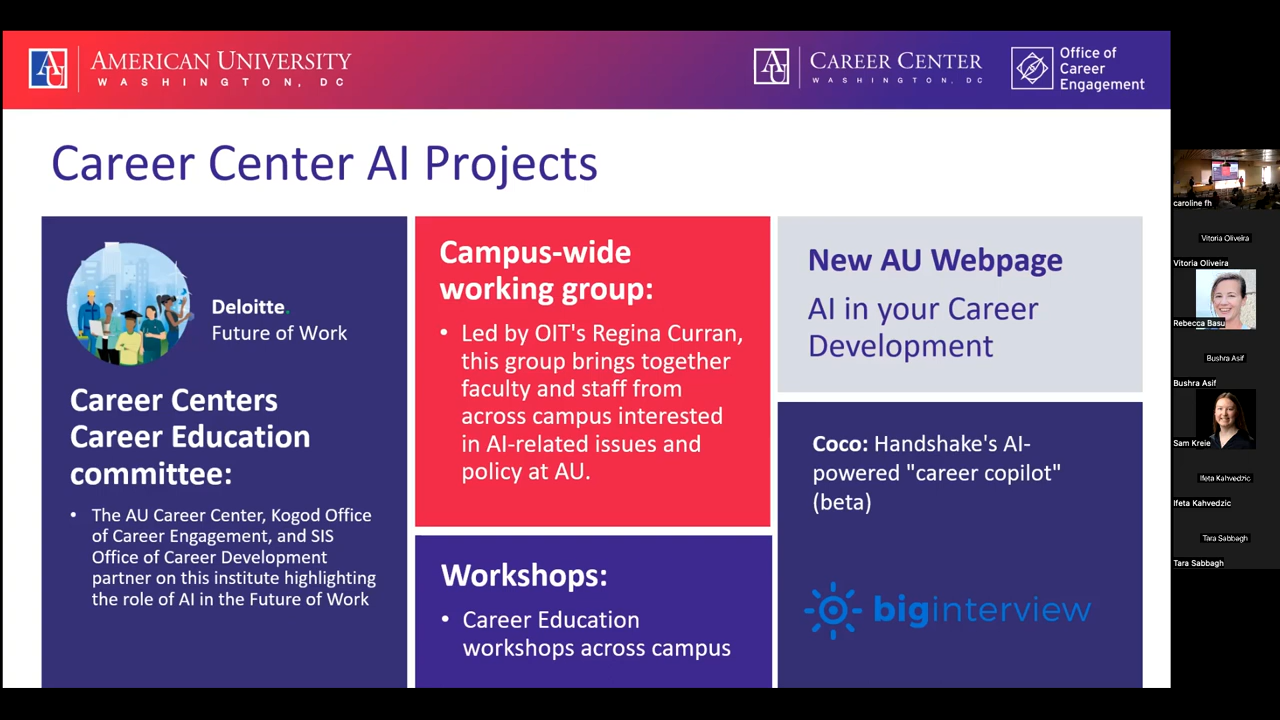 AMERICAN UNIVERSITY
WASHINGTON, DC
CAREER CENTER
WASHINGTON, DC
Office of
Career
Engagement
Career Center AI Projects
Deloitte.
Future of Work
Career Centers
Career Education
committee:
• The AU Career Center, Kogod Office
of Career Engagement, and SIS
Office of Career Development
partner on this institute highlighting
the role of AI in the Future of Work
Campus-wide
working group:
• Led by OIT's Regina Curran,
this group brings together
faculty and staff from
across campus interested
in AI-related issues and
policy at AU.
Workshops:
• Career Education
workshops across campus
New AU Webpage
AI in your Career
Development
Coco: Handshake's AI-
powered "career copilot"
(beta)
biginterview
caroline fh
Vitoria Oliveira
Vitoria Oliveira
Rebecca Basu
Bushra Asif
Bushra Asif
Sam Kreie
Ifeta Kahvedzic
Ifeta Kahvedzic
Tara Sabbagh
Tara Sabbagh